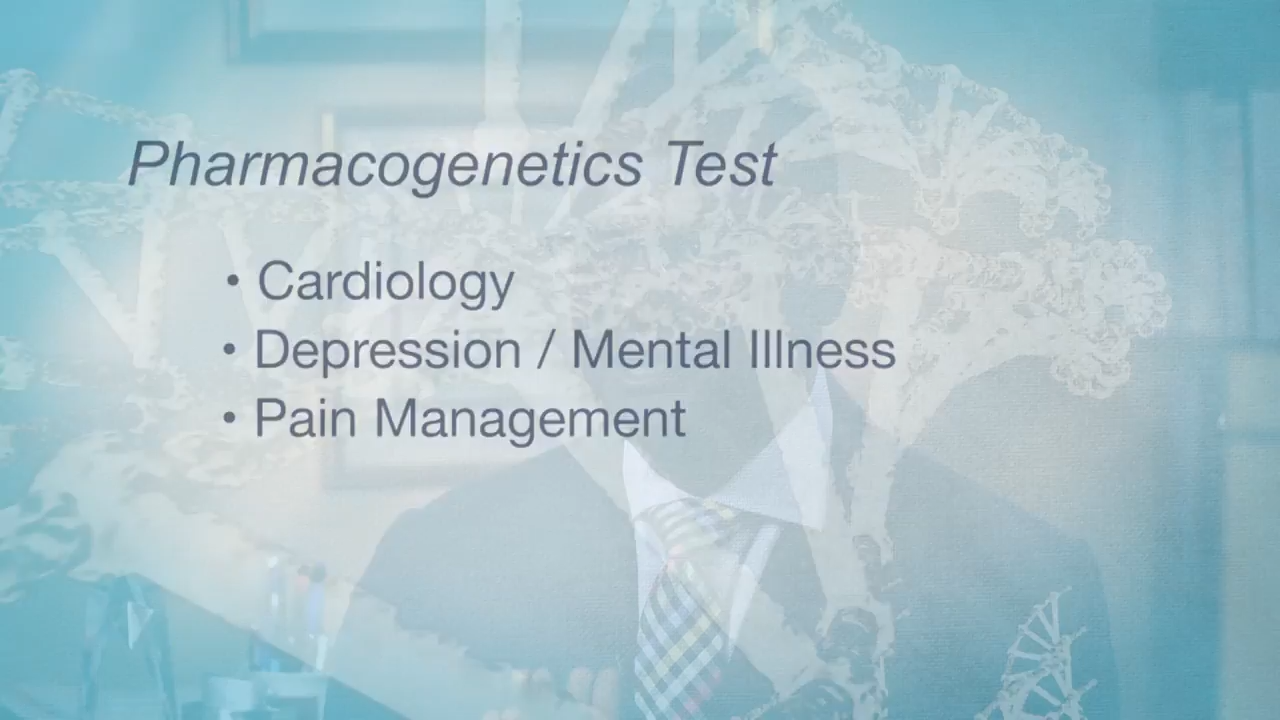 Pharmacogenetics Test
• Cardiology
• Depression / Mental Illness
• Pain Management